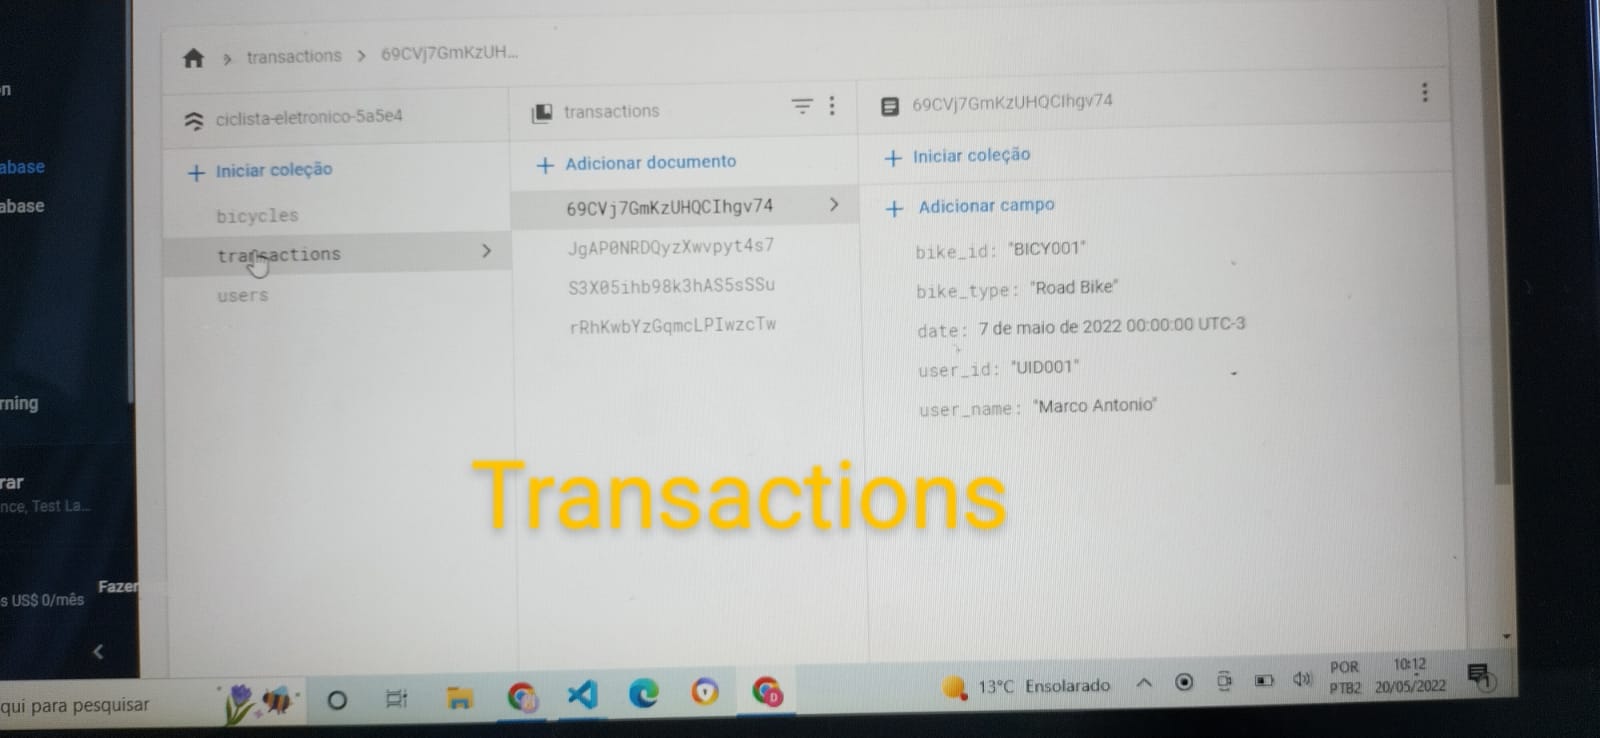 transactions > 69CVj7GmKzUH...
ciclista-eletronico-5a5e4
+ Iniciar coleção
bicycles
transactions
users
transactions
+ Adicionar documento
69CVj7GmKzUHQCIhgv74
JgAP0NRDQyzXwvpyt4s7
S3X05ihb98k3hAS5sSSu
rRhKwbYzGqmcLPIwzcTw
69CVj7GmKzUHQCIhgv74
+ Iniciar coleção
+ Adicionar campo
bike_id: "BICY001"
bike_type: "Road Bike"
date: 7 de maio de 2022 00:00:00 UTC-3
user_id: "UID001"
user_name: "Marco Antonio"
Transactions
n
abase
abase
rning
rar
nce, Test La...
Fazer
s US$ 0/mês
qui para pesquisar
13°C Ensolarado
POR
PTB2
10:12
20/05/2022
1